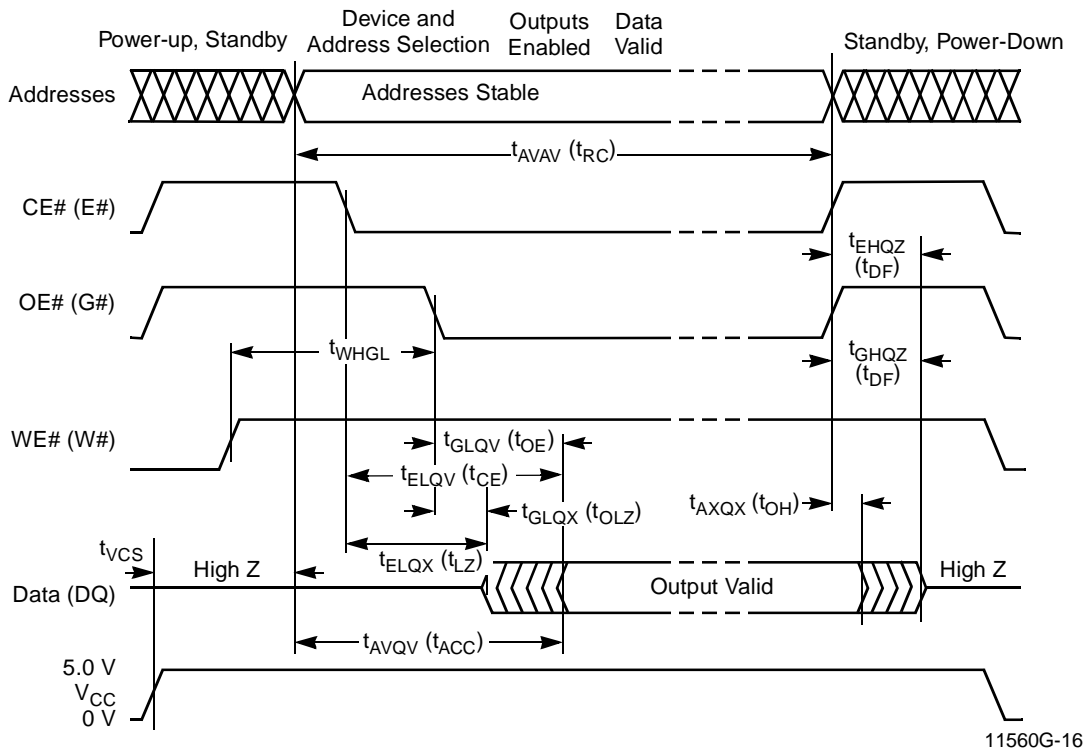 Power-up, Standby
Device and
Address Selection
Outputs
Enabled
Data
Valid
Standby, Power-Down
Addresses
Addresses Stable
tAVAV (tRC)
CE# (E#)
tEHQZ
(tDF)
OE# (G#)
tWHGL
tGHQZ
(tDF)
WE# (W#)
tGLQV (tOE)
tELQV (tCE)
tGLQX (tOLZ)
tAXQX (tOH)
tVCS
tELQX (tLZ)
High Z
High Z
Data (DQ)
Output Valid
tAVQV (tACC)
5.0 V
VCC
0 V
11560G-16